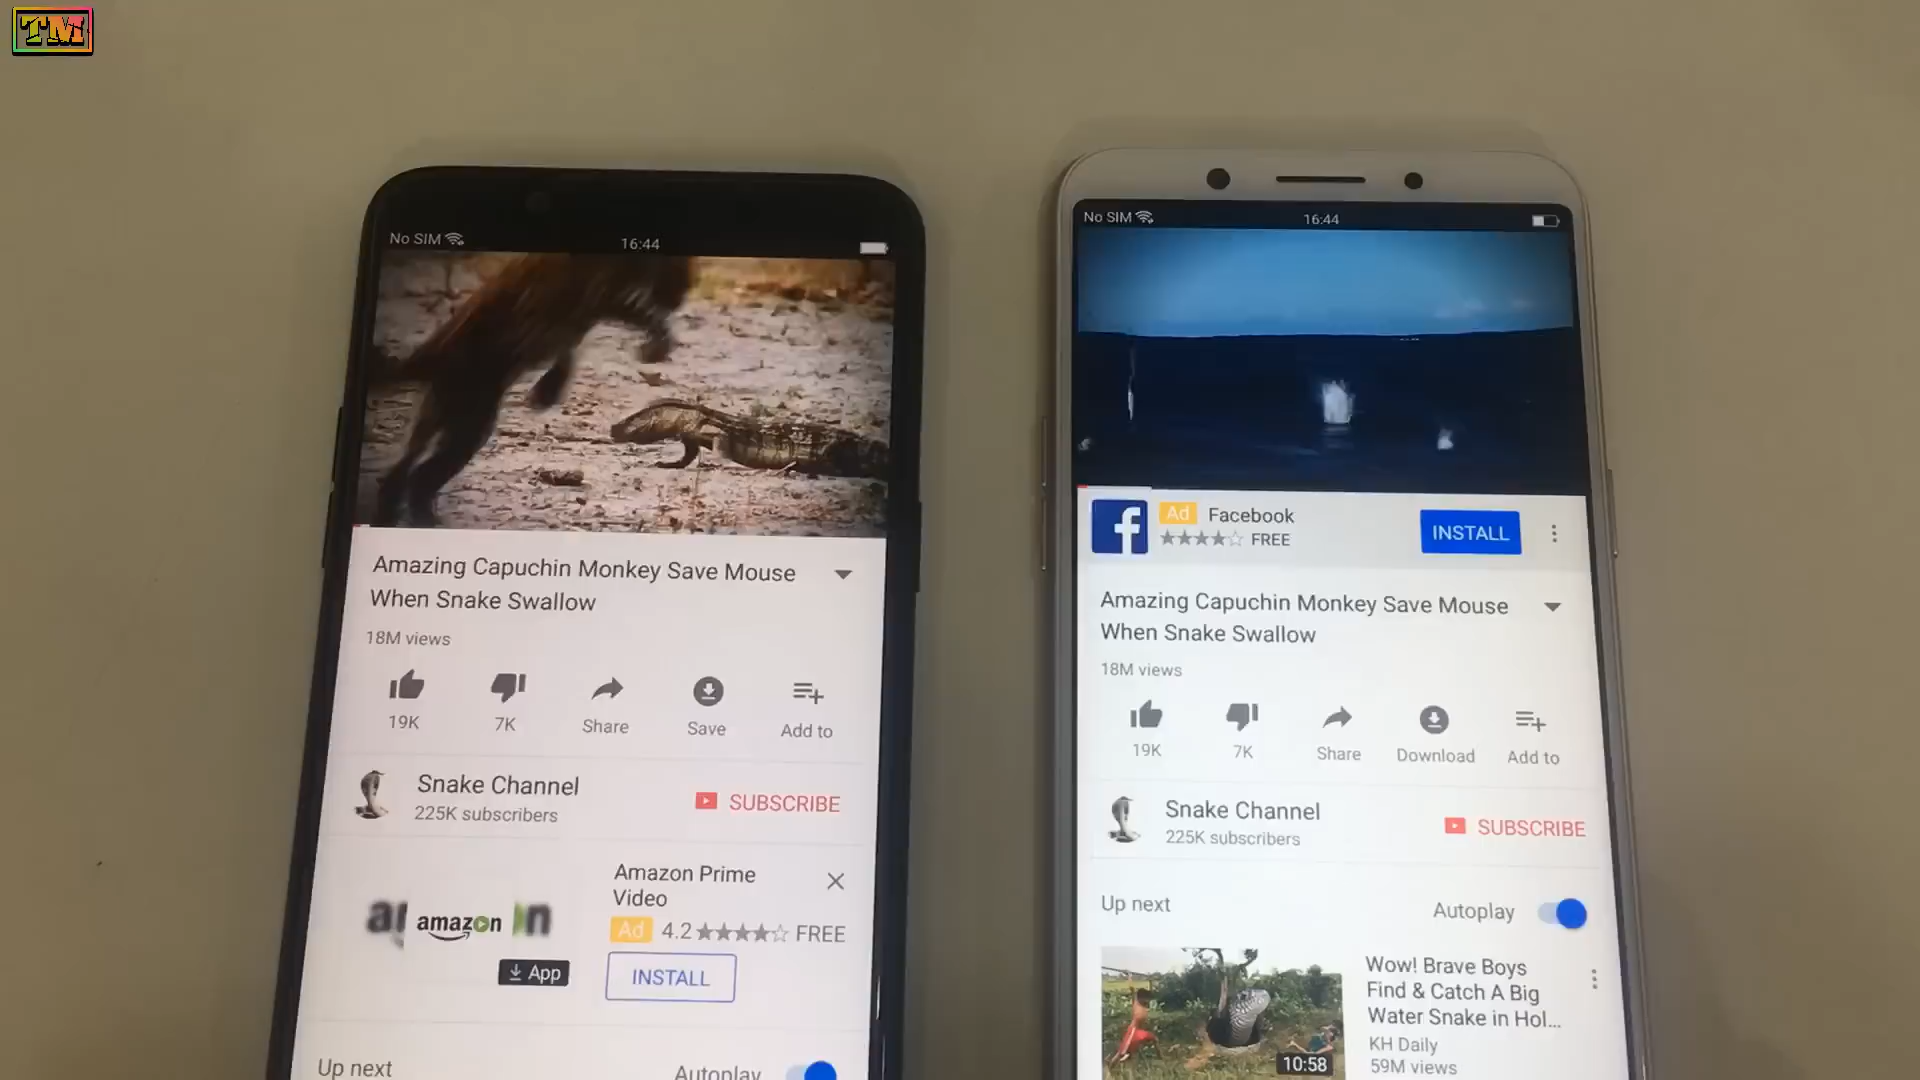 TM
No SIM
16:44
Amazing Capuchin Monkey Save Mouse
When Snake Swallow
18M views
19K
7K
Share
Save
Add to
Snake Channel
225K subscribers
SUBSCRIBE
amazon
App
Amazon Prime
Video
Ad 4.2 FREE
INSTALL
Up next
Autoplay
No SIM
16:44
Ad Facebook
FREE
INSTALL
Amazing Capuchin Monkey Save Mouse
When Snake Swallow
18M views
19K
7K
Share
Download
Add to
Snake Channel
225K subscribers
SUBSCRIBE
Up next
Autoplay
10:58
Wow! Brave Boys
Find & Catch A Big
Water Snake in Hol...
KH Daily
59M views